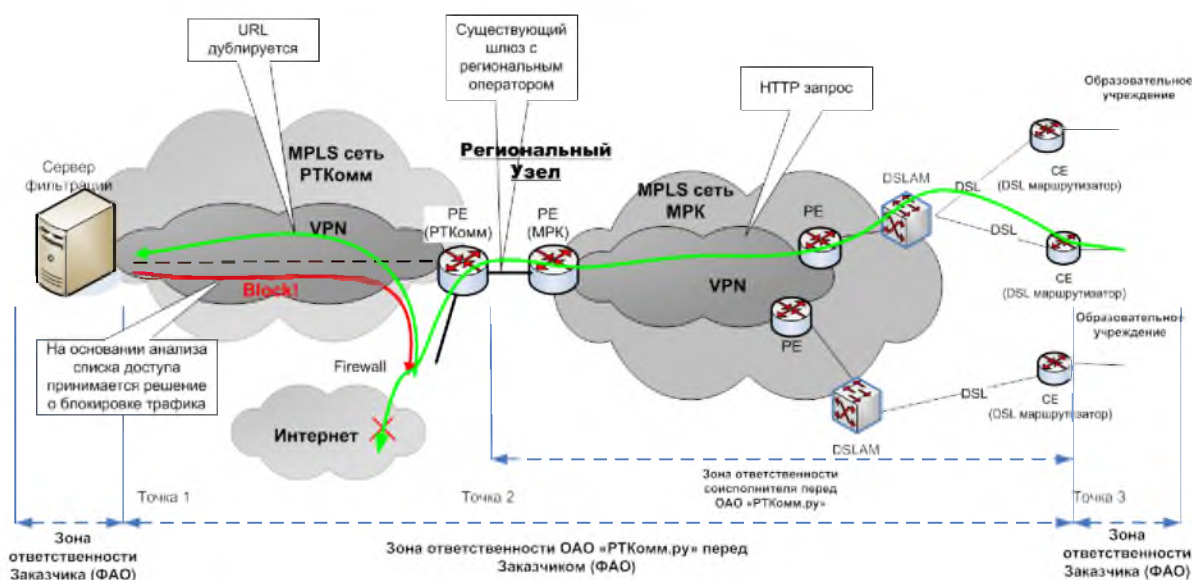 URL
дублируется
Существующий
шлюз с
региональным
оператором
HTTP запрос
Образовательное
учреждение
Сервер
фильтрации
MPLS сеть
РТКомм
Региональный
Узел
MPLS сеть
МРК
DSLAM
DSL
CE
(DSL маршрутизатор)
VPN
PE
(РТКомм)
PE
(МРК)
PE
DSL
Block!
VPN
CE
(DSL маршрутизатор)
Образовательное
учреждение
На основании анализа
списка доступа
принимается решение
о блокировке трафика
Firewall
PE
DSL
CE
(DSL маршрутизатор)
Интернет
DSLAM
Зона ответственности
соисполнителя перед
ОАО «РТКомм.ру»
Точка 1
Точка 2
Точка 3
Зона
ответственности
Заказчика (ФАО)
Зона ответственности ОАО «РТКомм.ру» перед
Заказчиком (ФАО)
Зона
ответственности
Заказчика (ФАО)